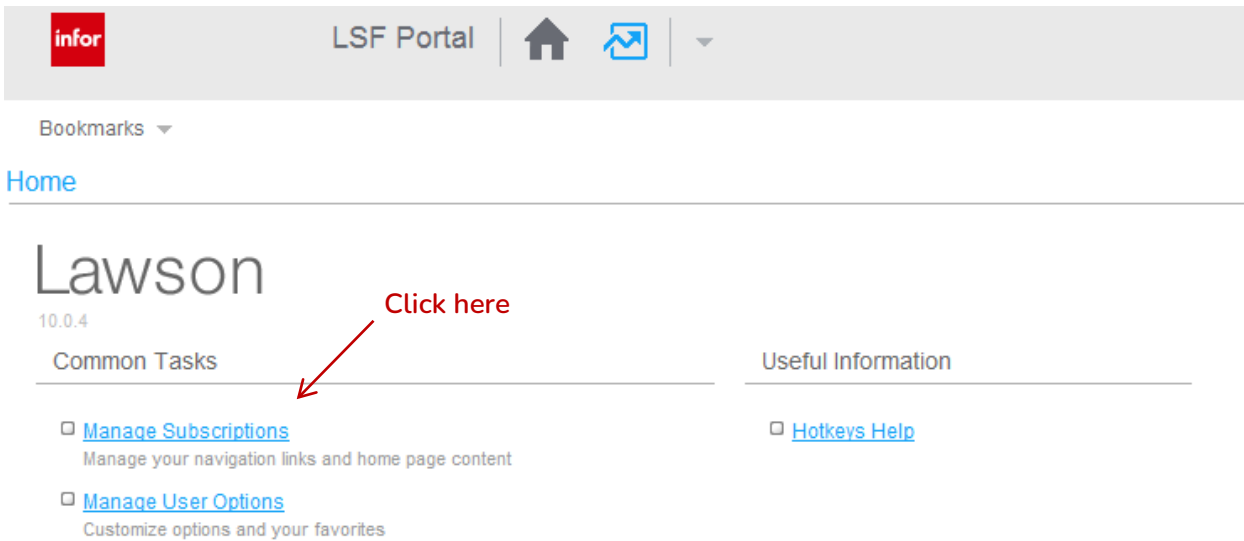 infor
LSF Portal
Bookmarks
Home
Lawson
10.0.4
Click here
Common Tasks
Manage Subscriptions
Manage your navigation links and home page content
Manage User Options
Customize options and your favorites
Useful Information
Hotkeys Help